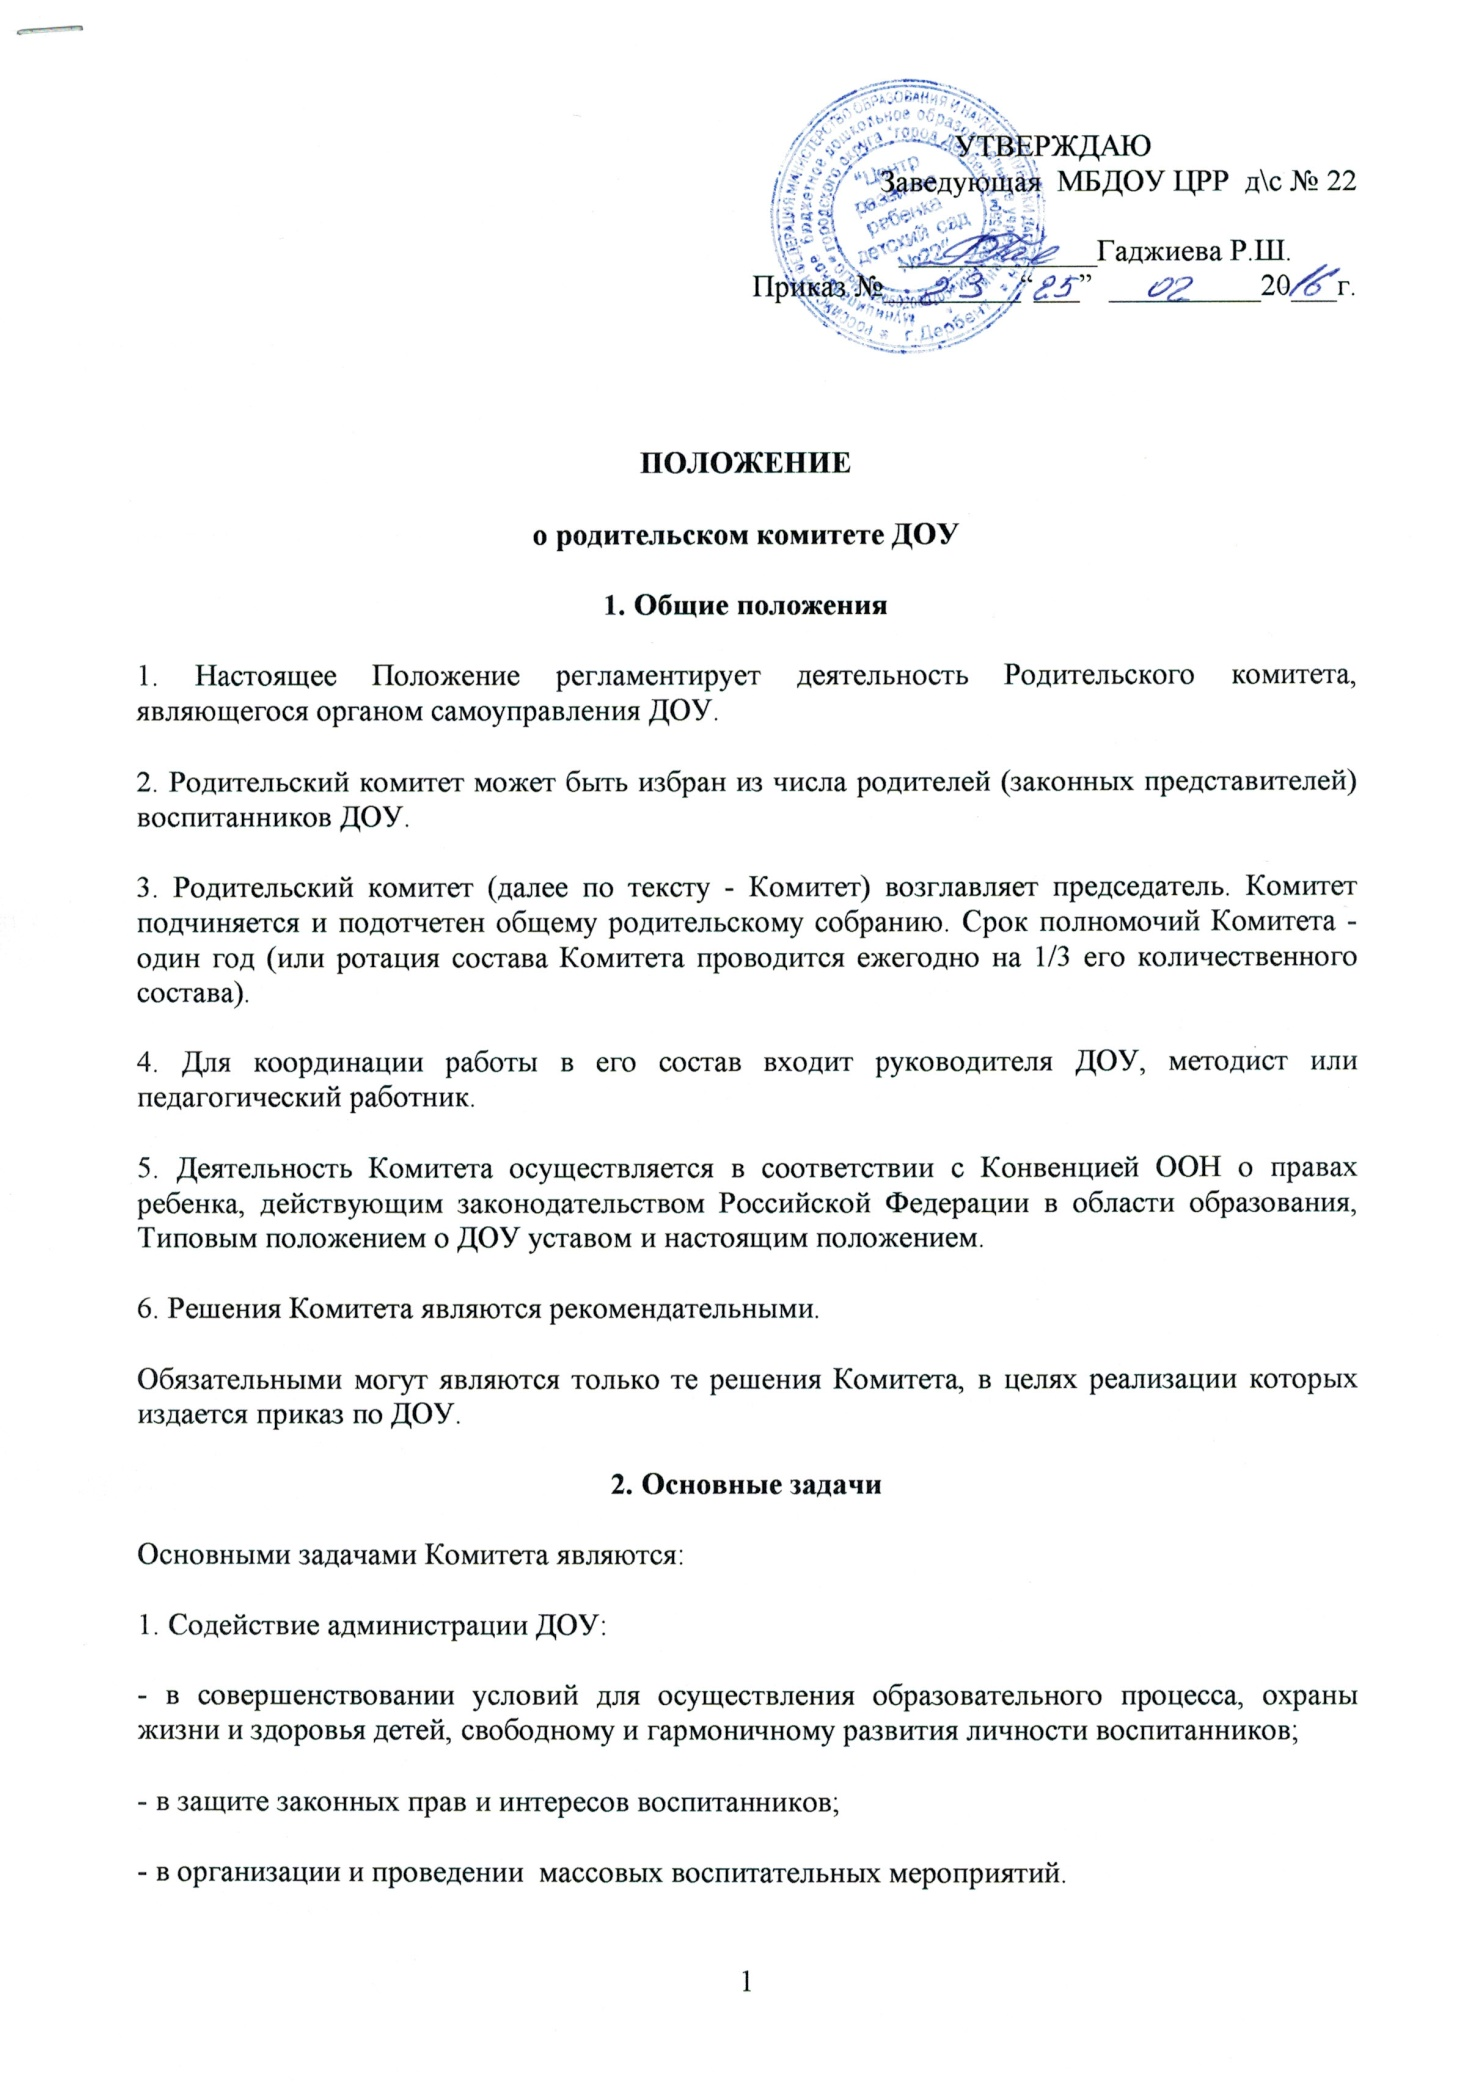 УТВЕРЖДАЮ
Заведующая МБДОУ ЦРР д\с № 22
"Центр
развития
ребенка
детский сад
№22"
г.Дербент
____________Гаджиева Р.Ш.
Приказ № 23 “25” 02 2016 г.
ПОЛОЖЕНИЕ
о родительском комитете ДОУ
1. Общие положения
1. Настоящее Положение регламентирует деятельность Родительского комитета,
являющегося органом самоуправления ДОУ.
2. Родительский комитет может быть избран из числа родителей (законных представителей)
воспитанников ДОУ.
3. Родительский комитет (далее по тексту - Комитет) возглавляет председатель. Комитет
подчиняется и подотчетен общему родительскому собранию. Срок полномочий Комитета -
один год (или ротация состава Комитета проводится ежегодно на 1/3 его количественного
состава).
4. Для координации работы в его состав входит руководителя ДОУ, методист или
педагогический работник.
5. Деятельность Комитета осуществляется в соответствии с Конвенцией ООН о правах
ребенка, действующим законодательством Российской Федерации в области образования,
Типовым положением о ДОУ уставом и настоящим положением.
6. Решения Комитета являются рекомендательными.
Обязательными могут являются только те решения Комитета, в целях реализации которых
издается приказ по ДОУ.
2. Основные задачи
Основными задачами Комитета являются:
1. Содействие администрации ДОУ:
- в совершенствовании условий для осуществления образовательного процесса, охраны
жизни и здоровья детей, свободному и гармоничному развития личности воспитанников;
- в защите законных прав и интересов воспитанников;
- в организации и проведении массовых воспитательных мероприятий.
1